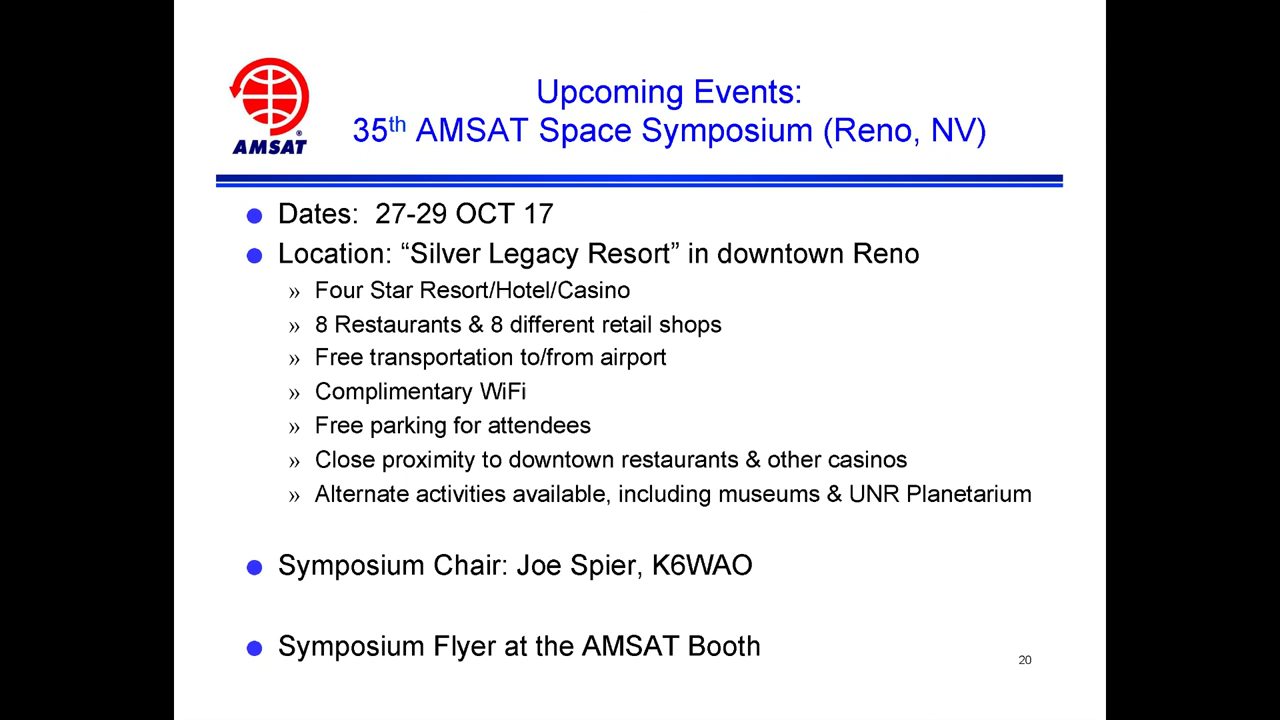 AMSAT®
Upcoming Events:
35th AMSAT Space Symposium (Reno, NV)
● Dates:  27-29 OCT 17
● Location: “Silver Legacy Resort” in downtown Reno
» Four Star Resort/Hotel/Casino
» 8 Restaurants & 8 different retail shops
» Free transportation to/from airport
» Complimentary WiFi
» Free parking for attendees
» Close proximity to downtown restaurants & other casinos
» Alternate activities available, including museums & UNR Planetarium
● Symposium Chair: Joe Spier, K6WAO
● Symposium Flyer at the AMSAT Booth
20